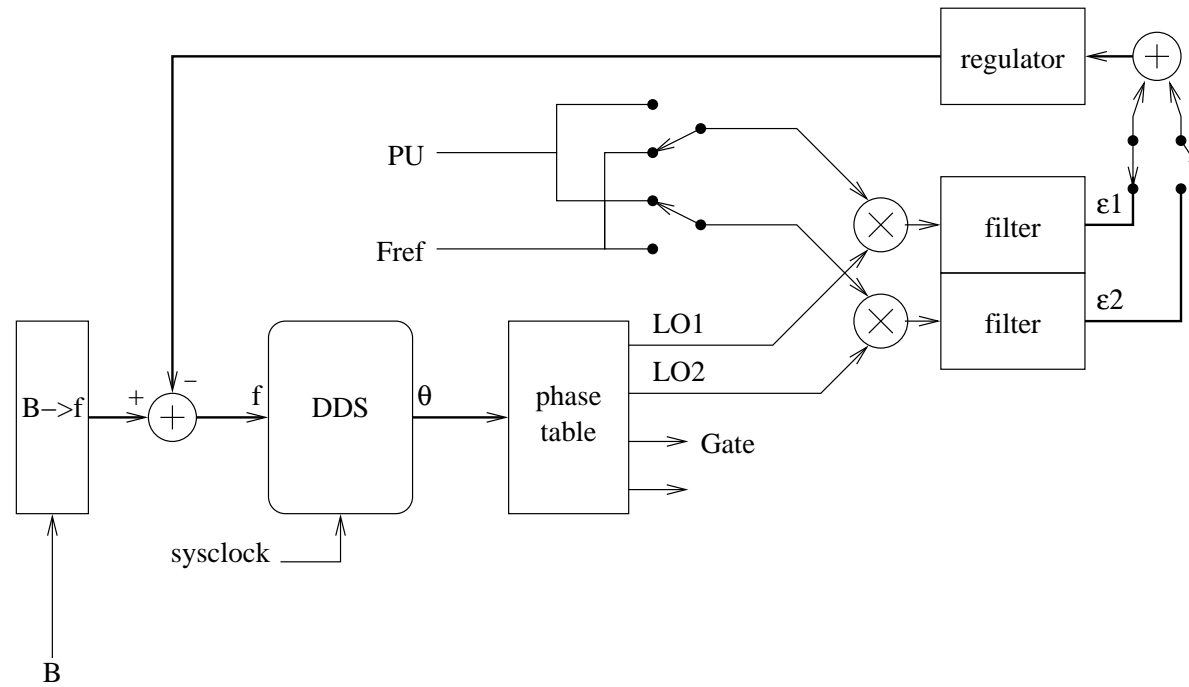 regulator
+
PU
Fref
×
filter
ε1
×
filter
ε2
LO1
LO2
B->f
+
−
+
f
DDS
θ
phase
table
Gate
sysclock
B